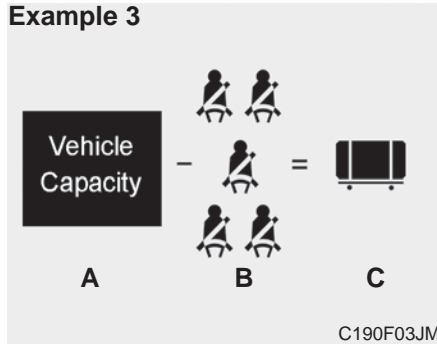 Example 3
Vehicle
Capacity
-
=
A
B
C
C190F03JM